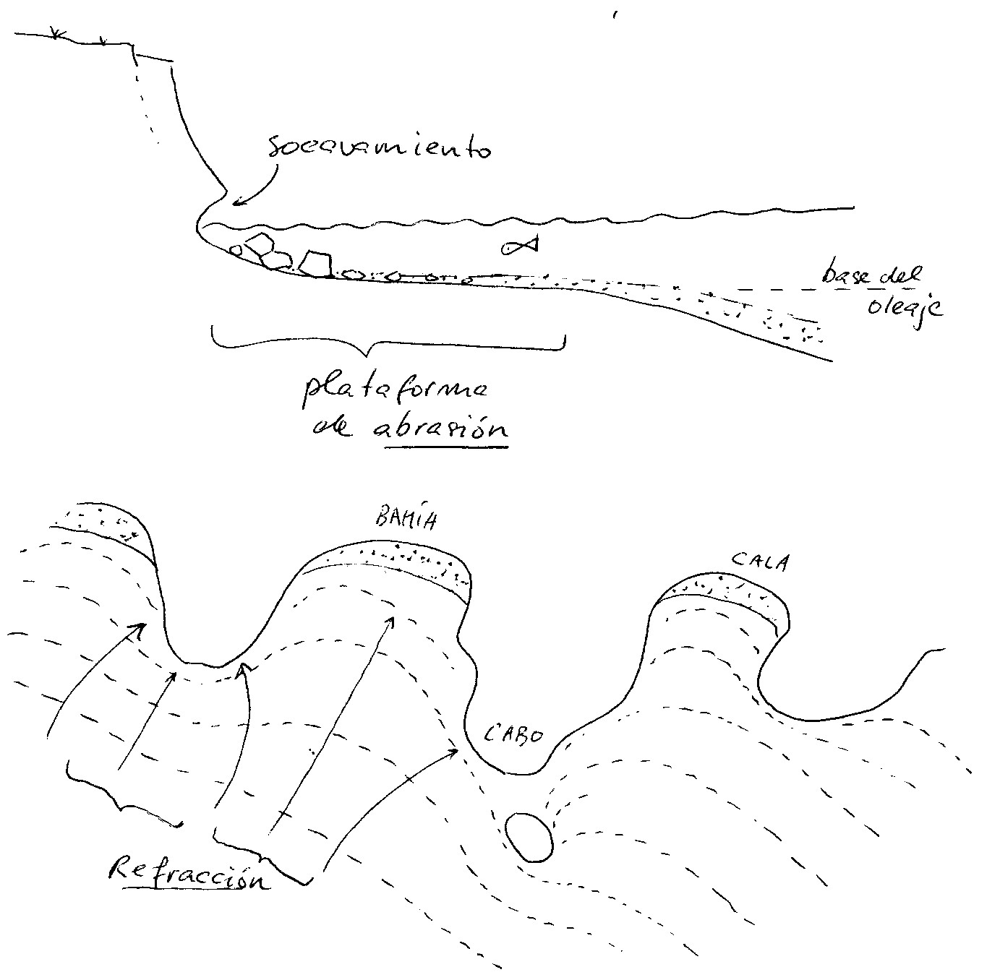 socavamiento
base del
oleaje
plataforma
de abrasión
BAHÍA
CALA
CABO
Refracción